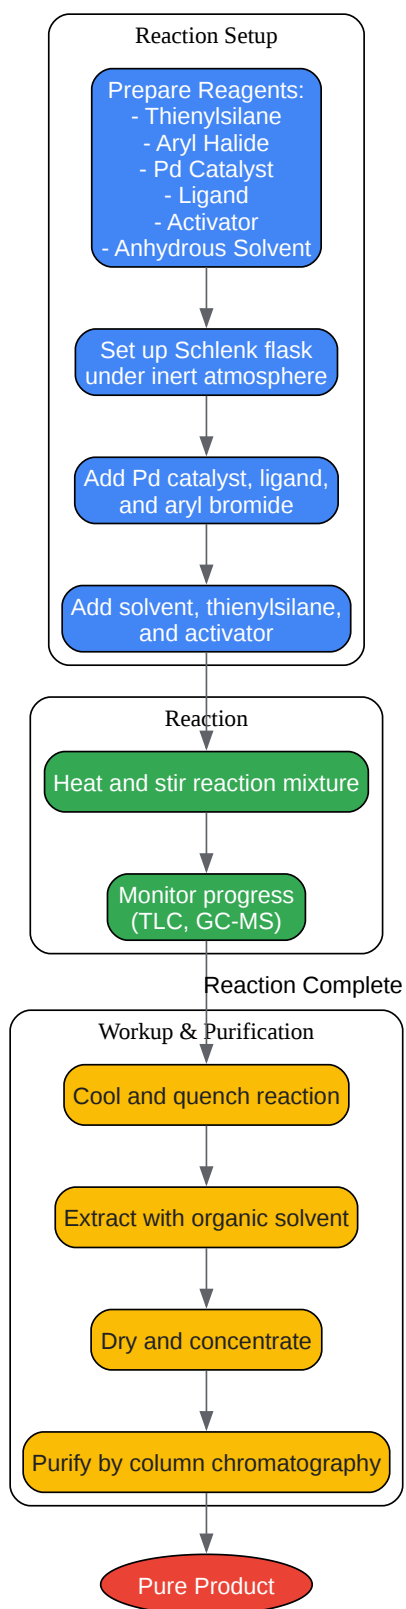 Reaction Setup
Prepare Reagents:
- Thienylsilane
- Aryl Halide
- Pd Catalyst
- Ligand
- Activator
- Anhydrous Solvent
Set up Schlenk flask
under inert atmosphere
Add Pd catalyst, ligand,
and aryl bromide
Add solvent, thienylsilane,
and activator
Reaction
Heat and stir reaction mixture
Monitor progress
(TLC, GC-MS)
Reaction Complete
Workup & Purification
Cool and quench reaction
Extract with organic solvent
Dry and concentrate
Purify by column chromatography
Pure Product